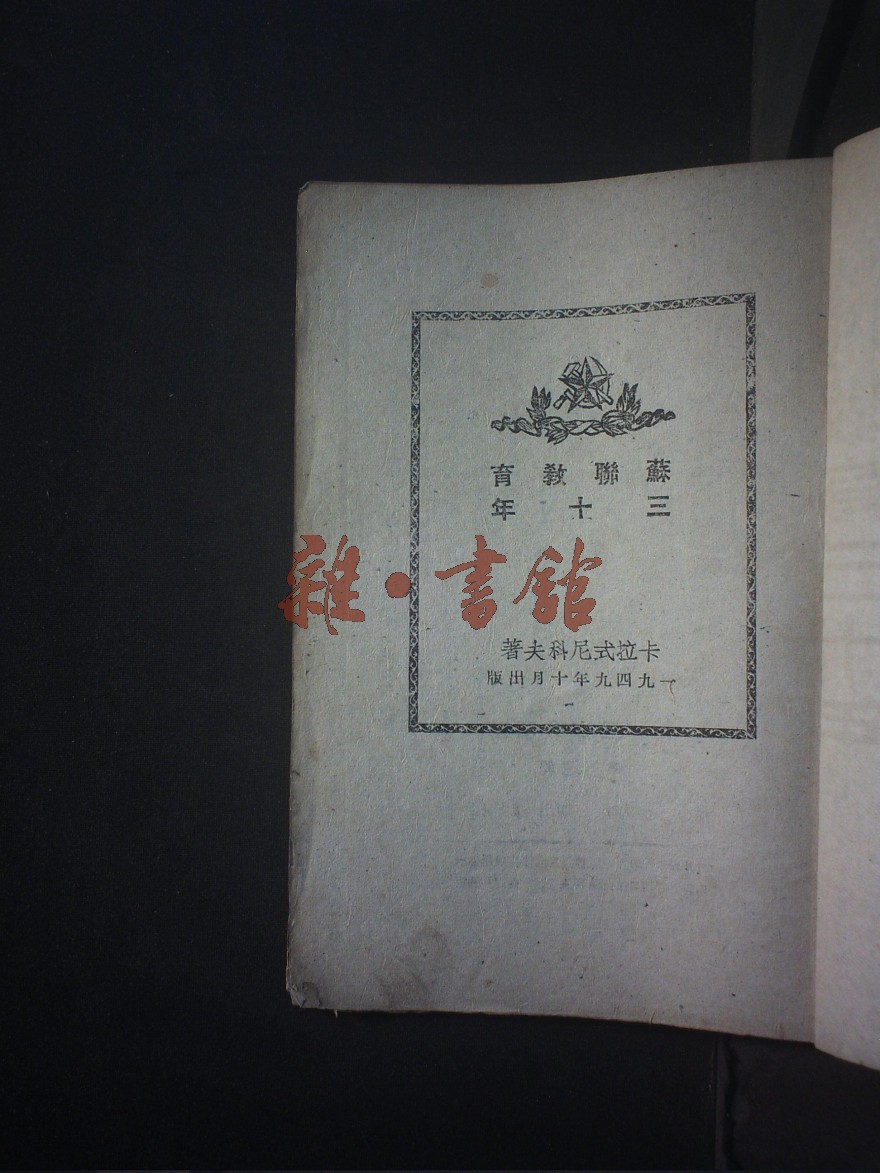 蘇聯教育
三十年
雜·書舘
卡拉式尼科夫著
一九四九年十月出版